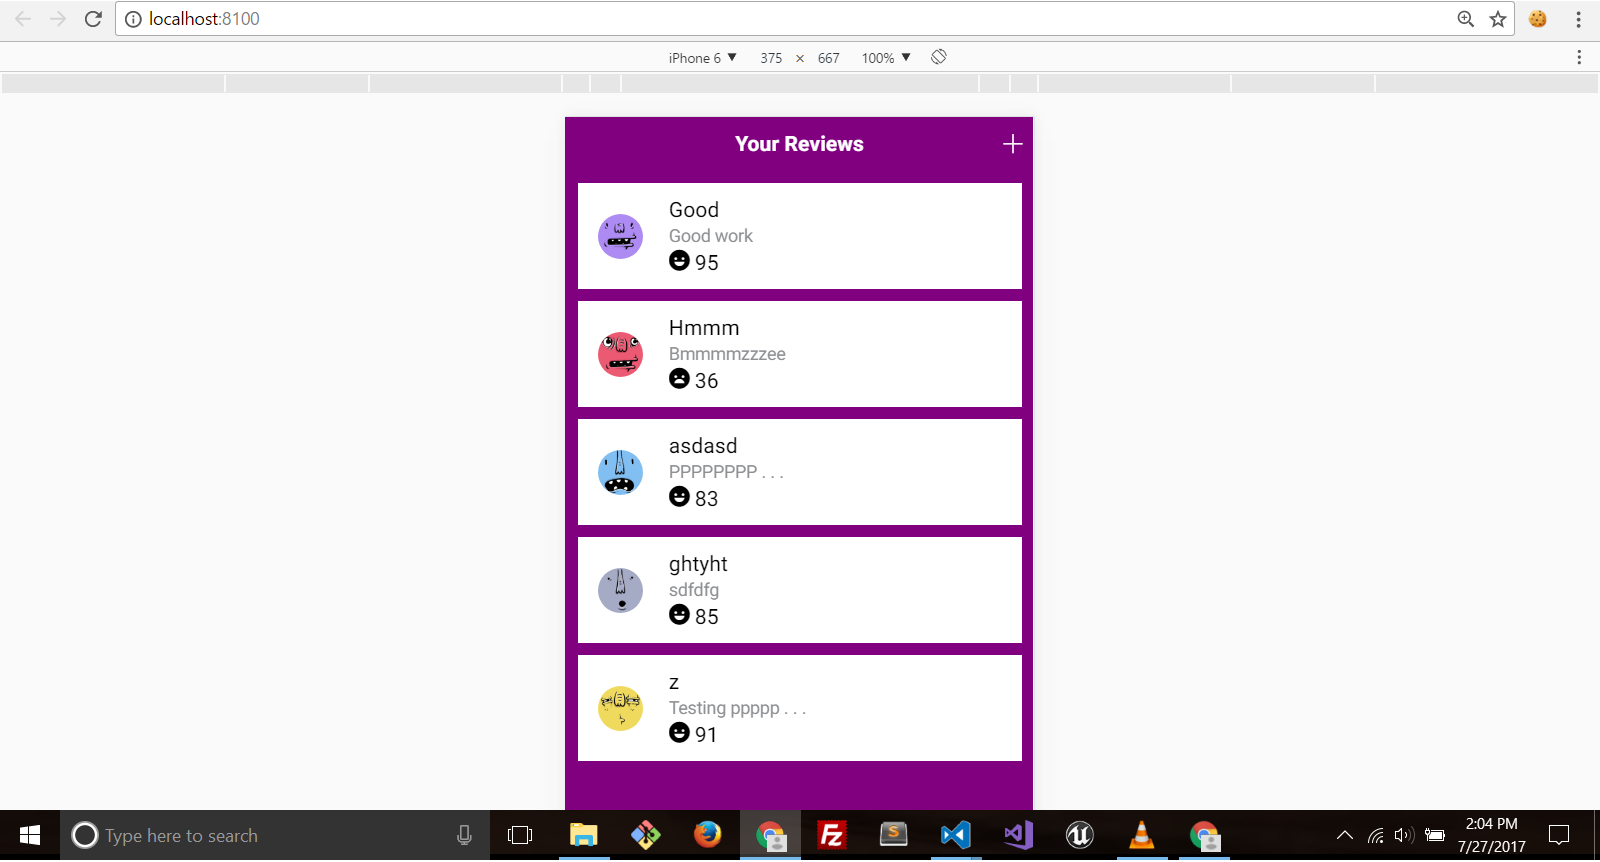 localhost:8100
iPhone 6 ▼ 375 × 667 100% ▼
Your Reviews
Good
Good work
95
Hmmm
Bmmmmzzzee
36
asdasd
PPPPPPPP . . .
83
ghtyht
sdfdfg
85
z
Testing ppppp . . .
91
Type here to search
2:04 PM
7/27/2017